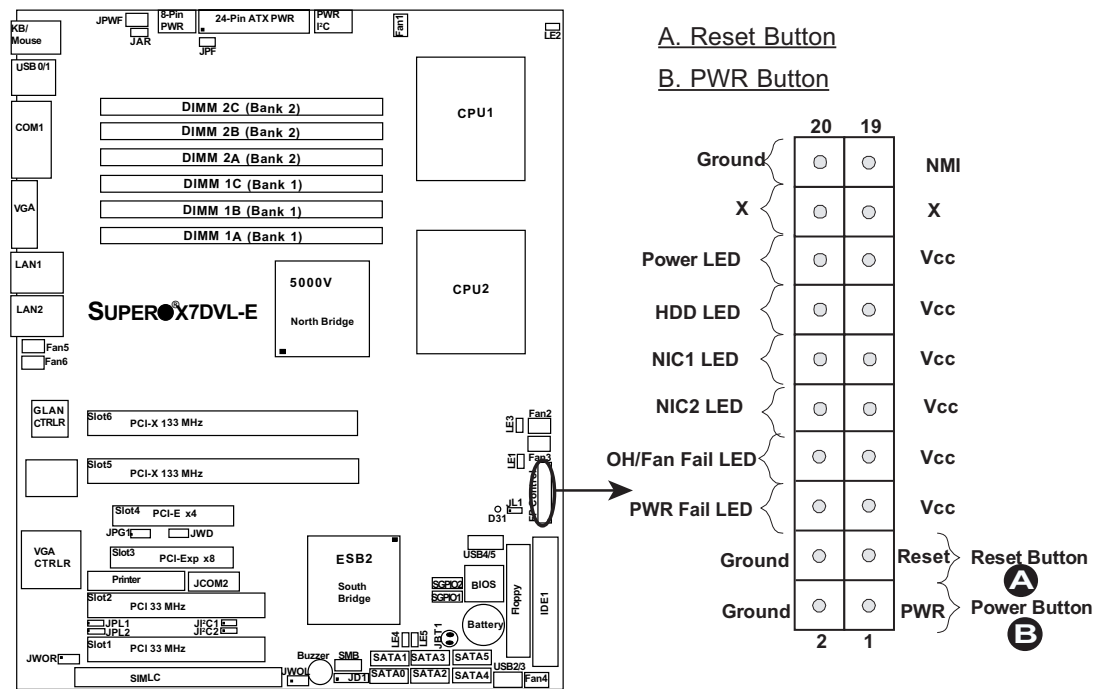 JPWF
JAR
8-Pin
PWR
24-Pin ATX PWR
JPF
PWR
I²C
Fan1
LE2
KB/
Mouse
USB 0/1
COM1
VGA
LAN1
LAN2
Fan5
Fan6
DIMM 2C (Bank 2)
DIMM 2B (Bank 2)
DIMM 2A (Bank 2)
DIMM 1C (Bank 1)
DIMM 1B (Bank 1)
DIMM 1A (Bank 1)
CPU1
CPU2
5000V
North Bridge
SUPER●®X7DVL-E
GLAN
CTRLR
Slot6
PCI-X 133 MHz
Slot5
PCI-X 133 MHz
Slot4
PCI-E x4
JPG1
JWD
Slot3
PCI-Exp x8
VGA
CTRLR
Printer
JCOM2
Slot2
PCI 33 MHz
JPL1
JPL2
JI²C1
JI²C2
Slot1
PCI 33 MHz
JWOR
SIMLC
JWOL
Buzzer
SMB
JD1
ESB2
South
Bridge
LE3
Fan2
LE1
Fan3
FP Control
JF1
D31
USB4/5
SGPIO2
SGPIO1
BIOS
Floppy
IDE1
Battery
LE4
LE5
JBT1
SATA1
SATA3
SATA5
SATA0
SATA2
SATA4
USB2/3
Fan4
A. Reset Button
B. PWR Button
20 19
Ground NMI
X X
Power LED Vcc
HDD LED Vcc
NIC1 LED Vcc
NIC2 LED Vcc
OH/Fan Fail LED Vcc
PWR Fail LED Vcc
Ground Reset Reset Button
A
Ground PWR Power Button
B
2 1